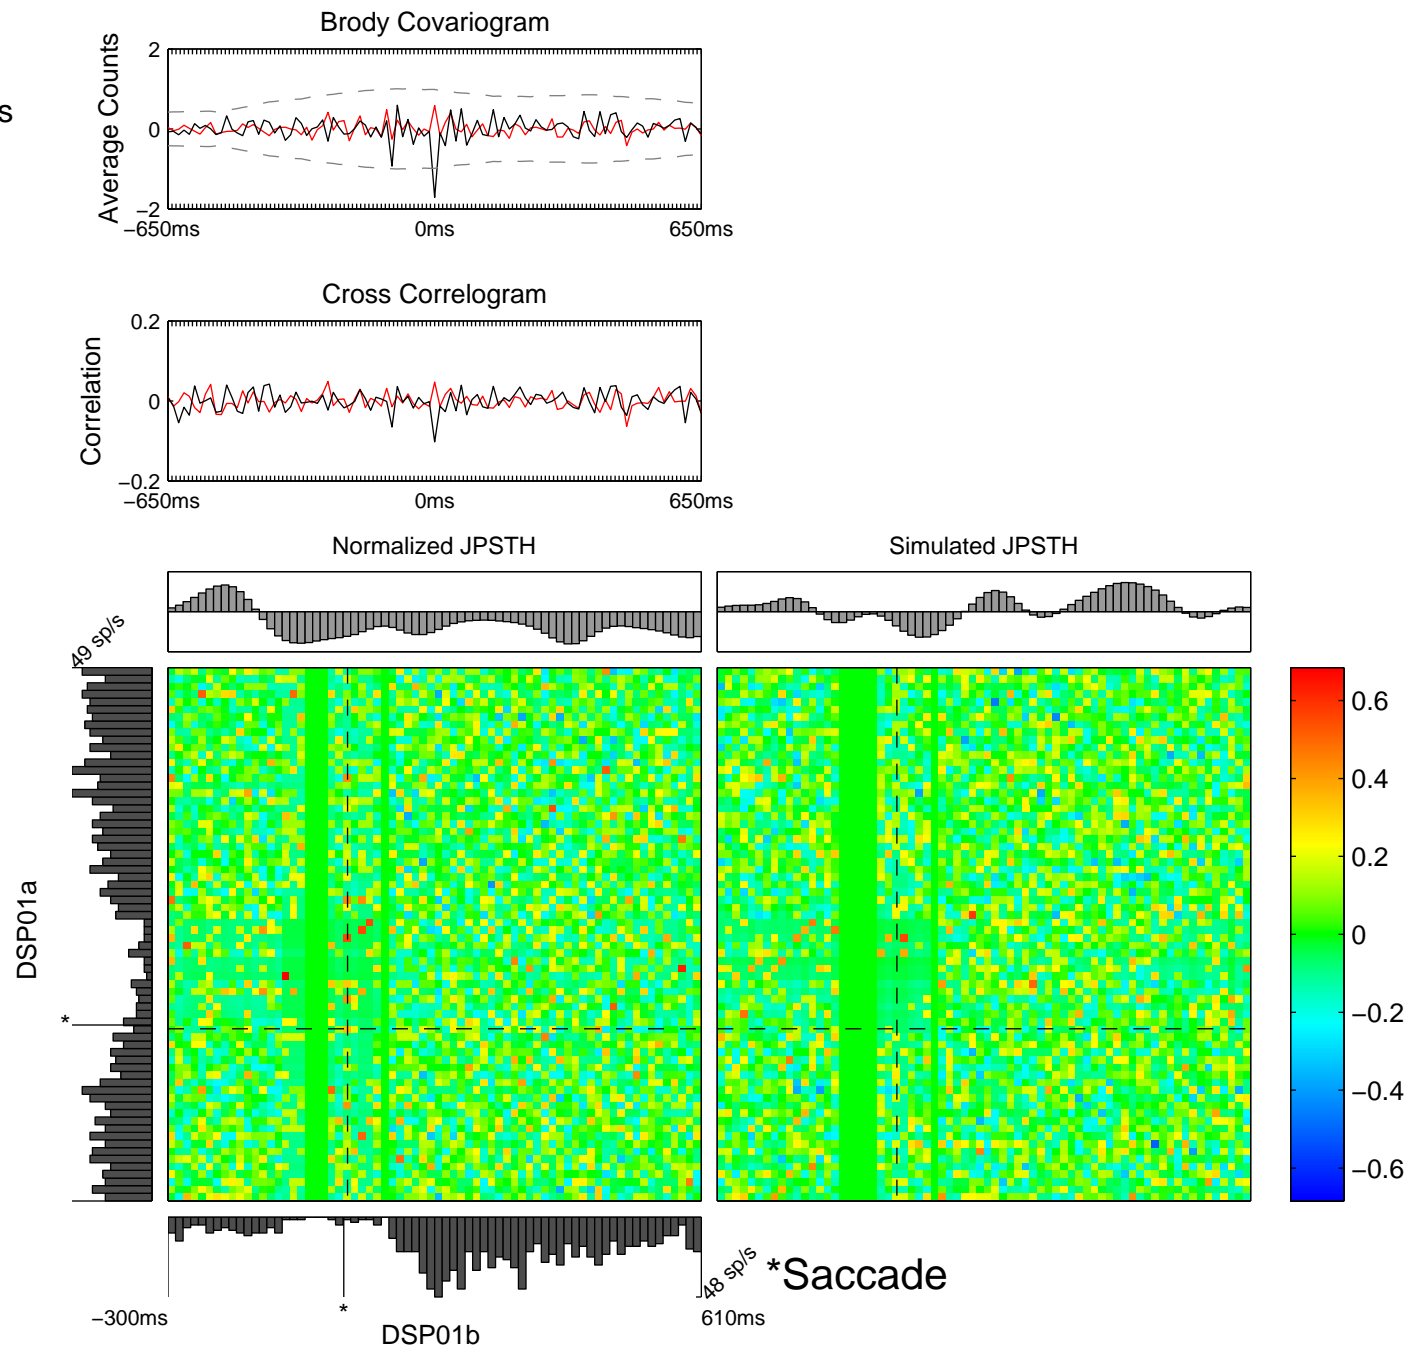 Brody Covariogram
s
Average Counts
2
0
−2
−650ms
0ms
650ms
Cross Correlogram
Correlation
0.2
0
−0.2
−650ms
0ms
650ms
Normalized JPSTH
Simulated JPSTH
49 sp/s
DSP01a
*
0.6
0.4
0.2
0
−0.2
−0.4
−0.6
48 sp/s
*Saccade
−300ms
*
610ms
DSP01b